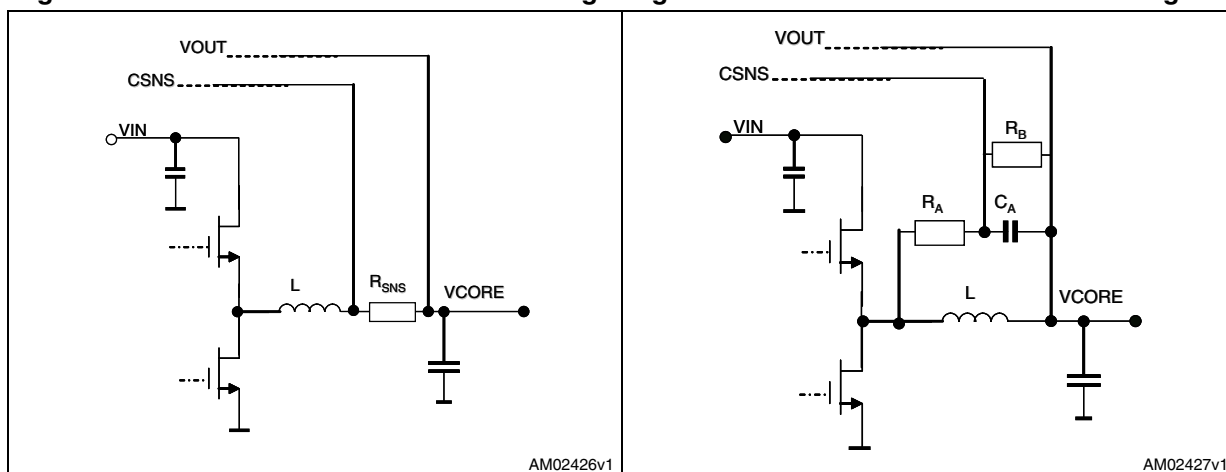 VOUT
CSNS
VIN
L
RSNS
VCORE
AM02426v1
VOUT
CSNS
VIN
RB
RA
CA
L
VCORE
AM02427v1